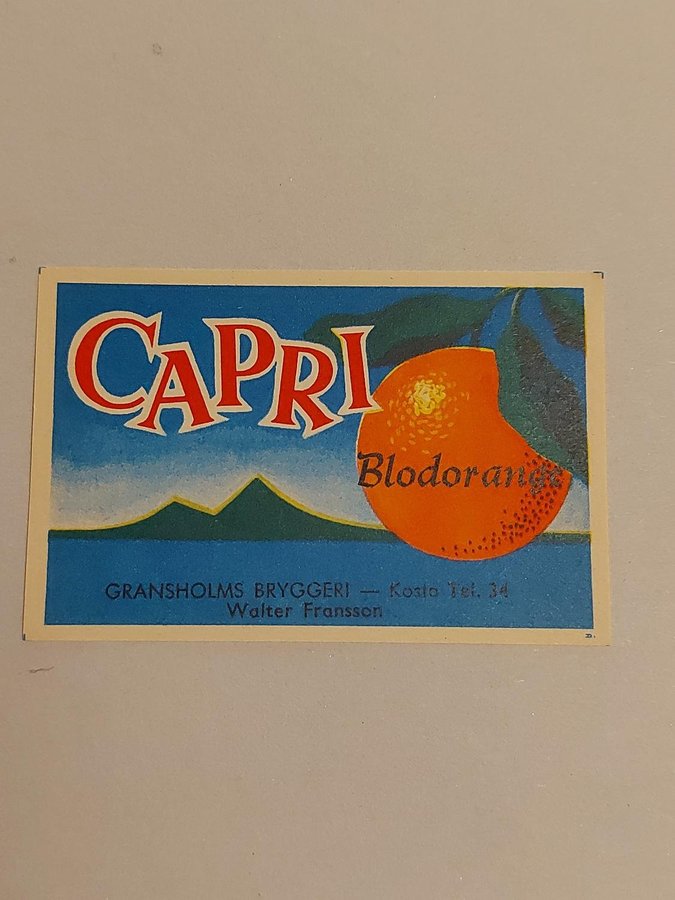 CAPRI
Blodorange
GRANSHOLMS BRYGGERI — Kosta Tel. 34
Walter Fransson